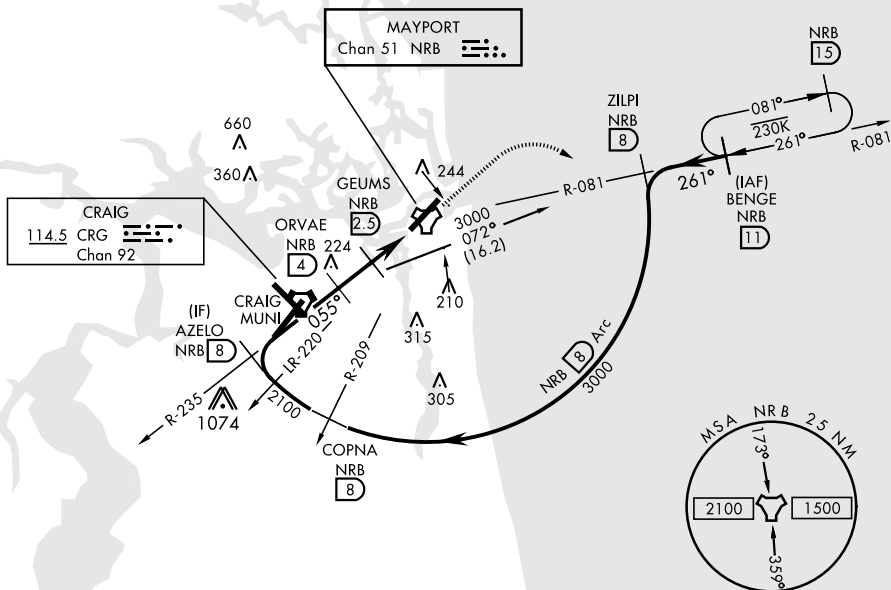 MAYPORT
Chan 51 NRB
NRB
15
081°
230K
261°
R-081
ZILPI
NRB
8
261°
(IAF)
BENGE
NRB
11
660
360
244
R-081
3000
072°
(16.2)
GEUMS
NRB
2.5
CRAIG
114.5 CRG
Chan 92
ORVAE
NRB
4
224
210
CRAIG
MUNI
055°
(IF)
AZELO
NRB 8
LR-220
R-209
315
305
NRB 8 Arc
3000
2100
R-235
1074
COPNA
NRB
8
MSA NRB 25 NM
173°
2100
1500
359°